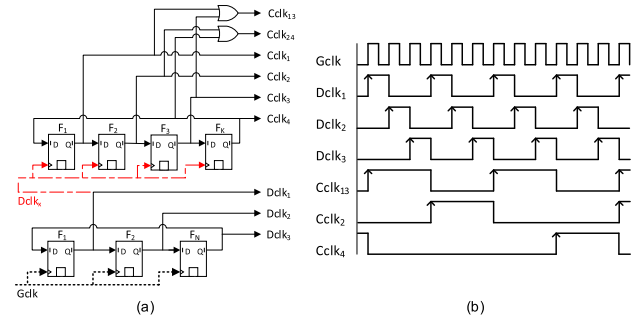 Cclk13
Cclk24
Cclk1
Cclk2
Cclk3
Cclk4
F1 F2 F3 FK
D Q D Q D Q D Q
Dclkx
Dclk1
Dclk2
Dclk3
F1 F2 FN
D Q D Q D Q
Gclk
(a)
Gclk
Dclk1
Dclk2
Dclk3
Cclk13
Cclk2
Cclk4
(b)